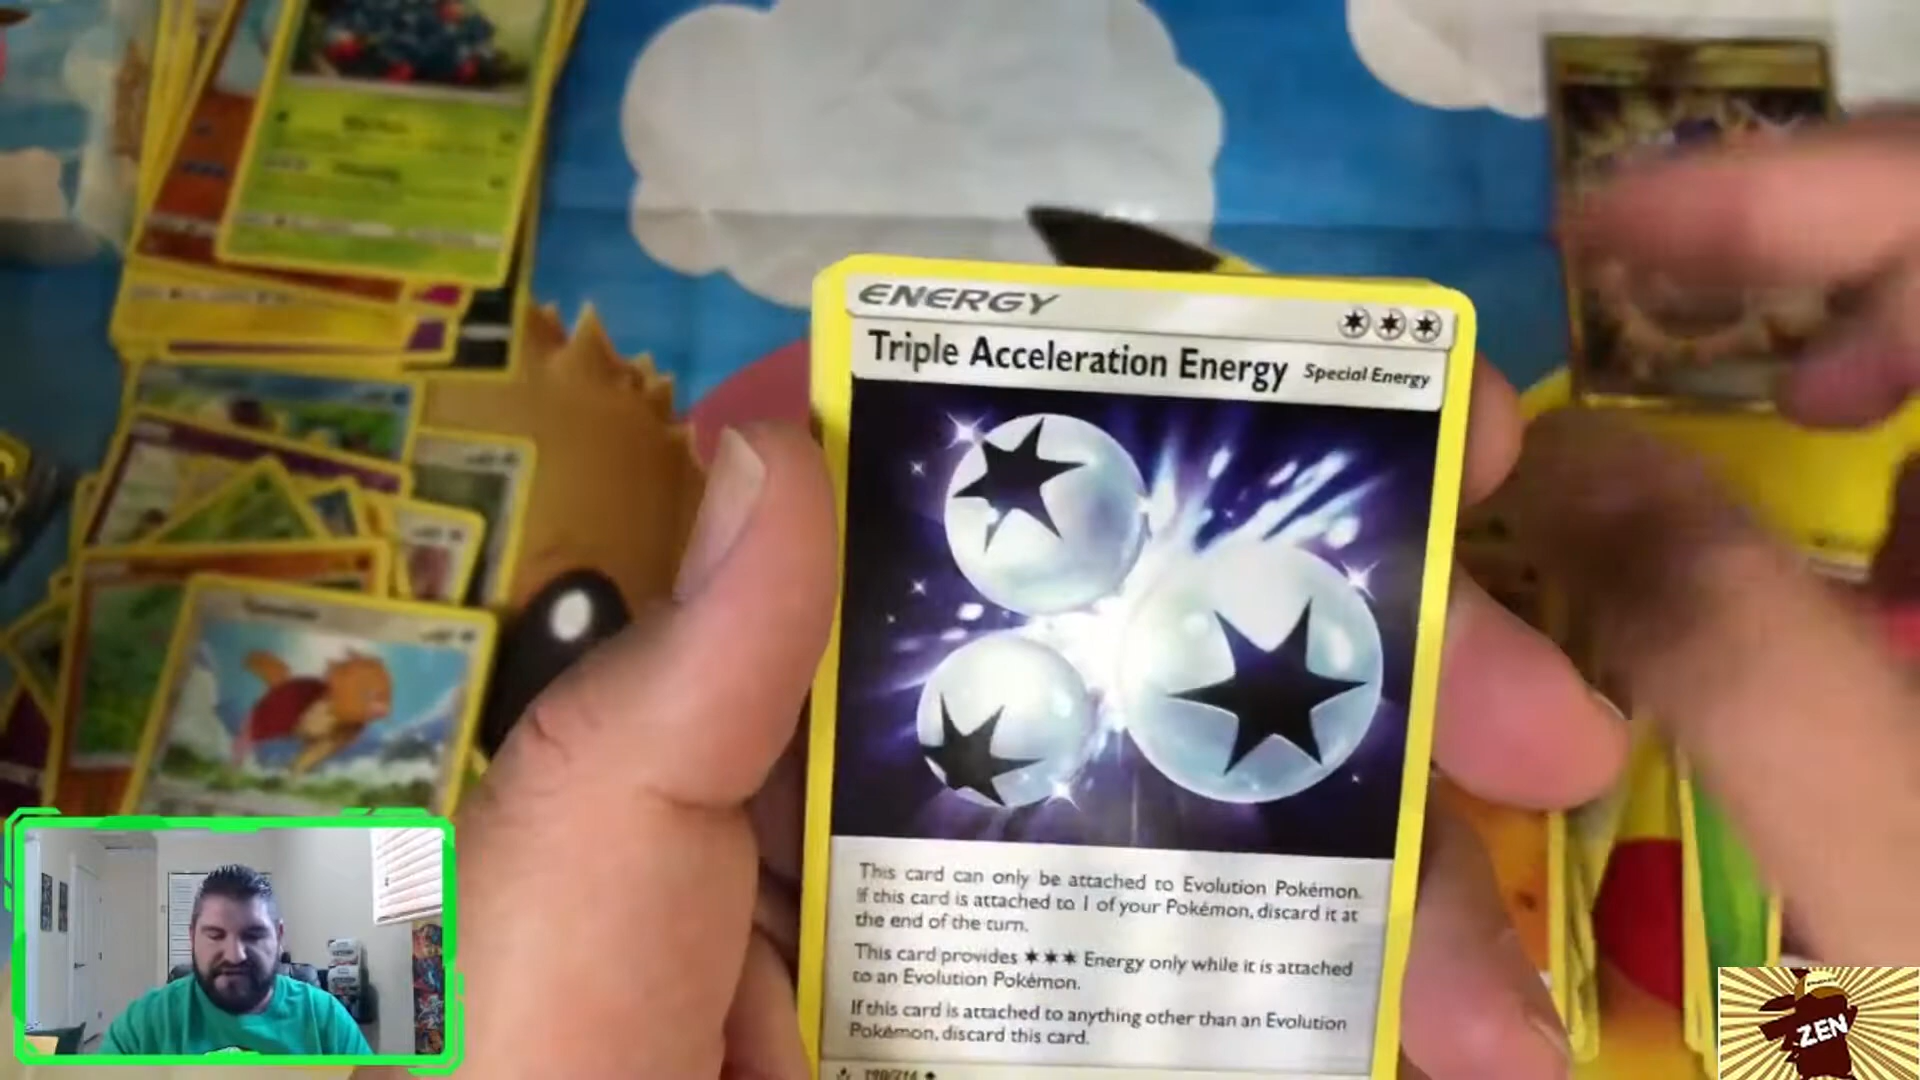 ENERGY
Triple Acceleration Energy Special Energy
This card can only be attached to Evolution Pokémon.
If this card is attached to 1 of your Pokémon, discard it at
the end of the turn.
This card provides ✶✶✶ Energy only while it is attached
to an Evolution Pokémon.
If this card is attached to anything other than an Evolution
Pokémon, discard this card.
190/214
ZEN